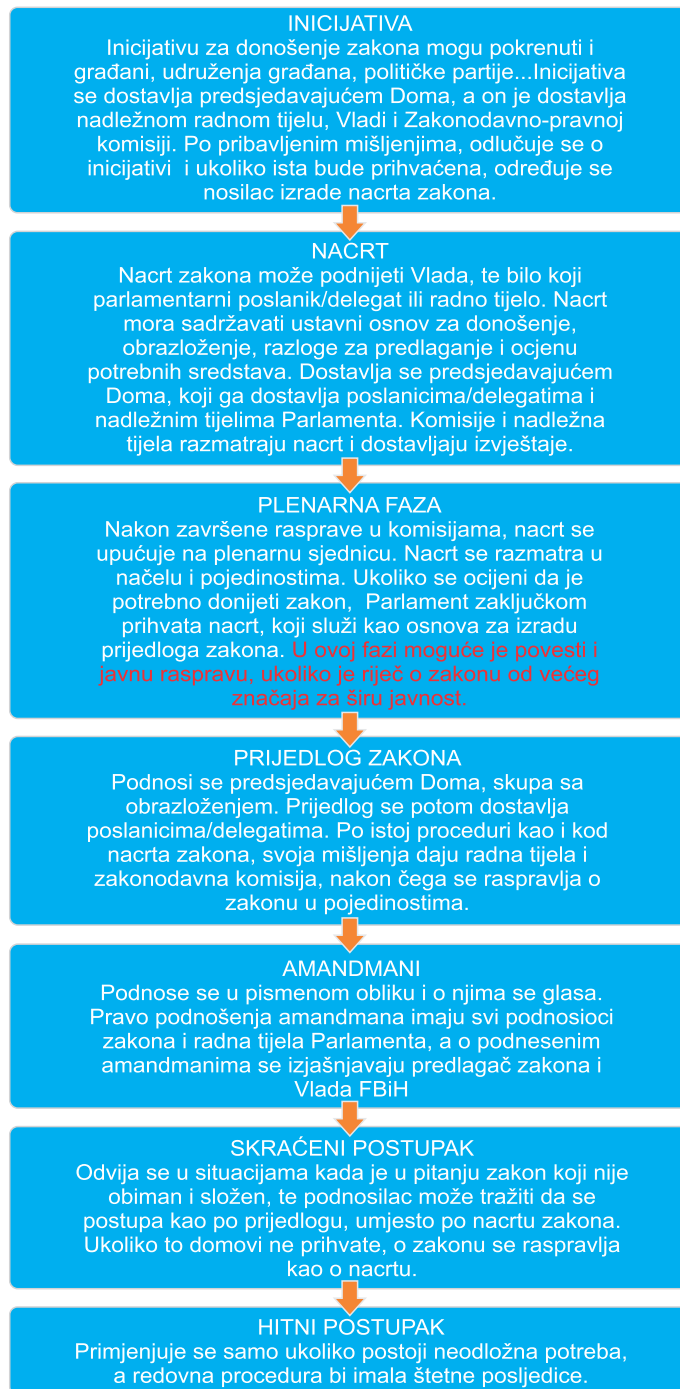 INICIJATIVA
Inicijativu za donošenje zakona mogu pokrenuti i
građani, udruženja građana, političke partije...Inicijativa
se dostavlja predsjedavajućem Doma, a on je dostavlja
nadležnom radnom tijelu, Vladi i Zakonodavno-pravnoj
komisiji. Po pribavljenim mišljenjima, odlučuje se o
inicijativi  i ukoliko ista bude prihvaćena, određuje se
nosilac izrade nacrta zakona.
NACRT
Nacrt zakona može podnijeti Vlada, te bilo koji
parlamentarni poslanik/delegat ili radno tijelo. Nacrt
mora sadržavati ustavni osnov za donošenje,
obrazloženje, razloge za predlaganje i ocjenu
potrebnih sredstava. Dostavlja se predsjedavajućem
Doma, koji ga dostavlja poslanicima/delegatima i
nadležnim tijelima Parlamenta. Komisije i nadležna
tijela razmatraju nacrt i dostavljaju izvještaje.
PLENARNA FAZA
Nakon završene rasprave u komisijama, nacrt se
upućuje na plenarnu sjednicu. Nacrt se razmatra u
načelu i pojedinostima. Ukoliko se ocijeni da je
potrebno donijeti zakon,  Parlament zaključkom
prihvata nacrt, koji služi kao osnova za izradu
prijedloga zakona. U ovoj fazi moguće je povesti i
javnu raspravu, ukoliko je riječ o zakonu od većeg
značaja za širu javnost.
PRIJEDLOG ZAKONA
Podnosi se predsjedavajućem Doma, skupa sa
obrazloženjem. Prijedlog se potom dostavlja
poslanicima/delegatima. Po istoj proceduri kao i kod
nacrta zakona, svoja mišljenja daju radna tijela i
zakonodavna komisija, nakon čega se raspravlja o
zakonu u pojedinostima.
AMANDMANI
Podnose se u pismenom obliku i o njima se glasa.
Pravo podnošenja amandmana imaju svi podnosioci
zakona i radna tijela Parlamenta, a o podnesenim
amandmanima se izjašnjavaju predlagač zakona i
Vlada FBiH
SKRAĆENI POSTUPAK
Odvija se u situacijama kada je u pitanju zakon koji nije
obiman i složen, te podnosilac može tražiti da se
postupa kao po prijedlogu, umjesto po nacrtu zakona.
Ukoliko to domovi ne prihvate, o zakonu se raspravlja
kao o nacrtu.
HITNI POSTUPAK
Primjenjuje se samo ukoliko postoji neodložna potreba,
a redovna procedura bi imala štetne posljedice.